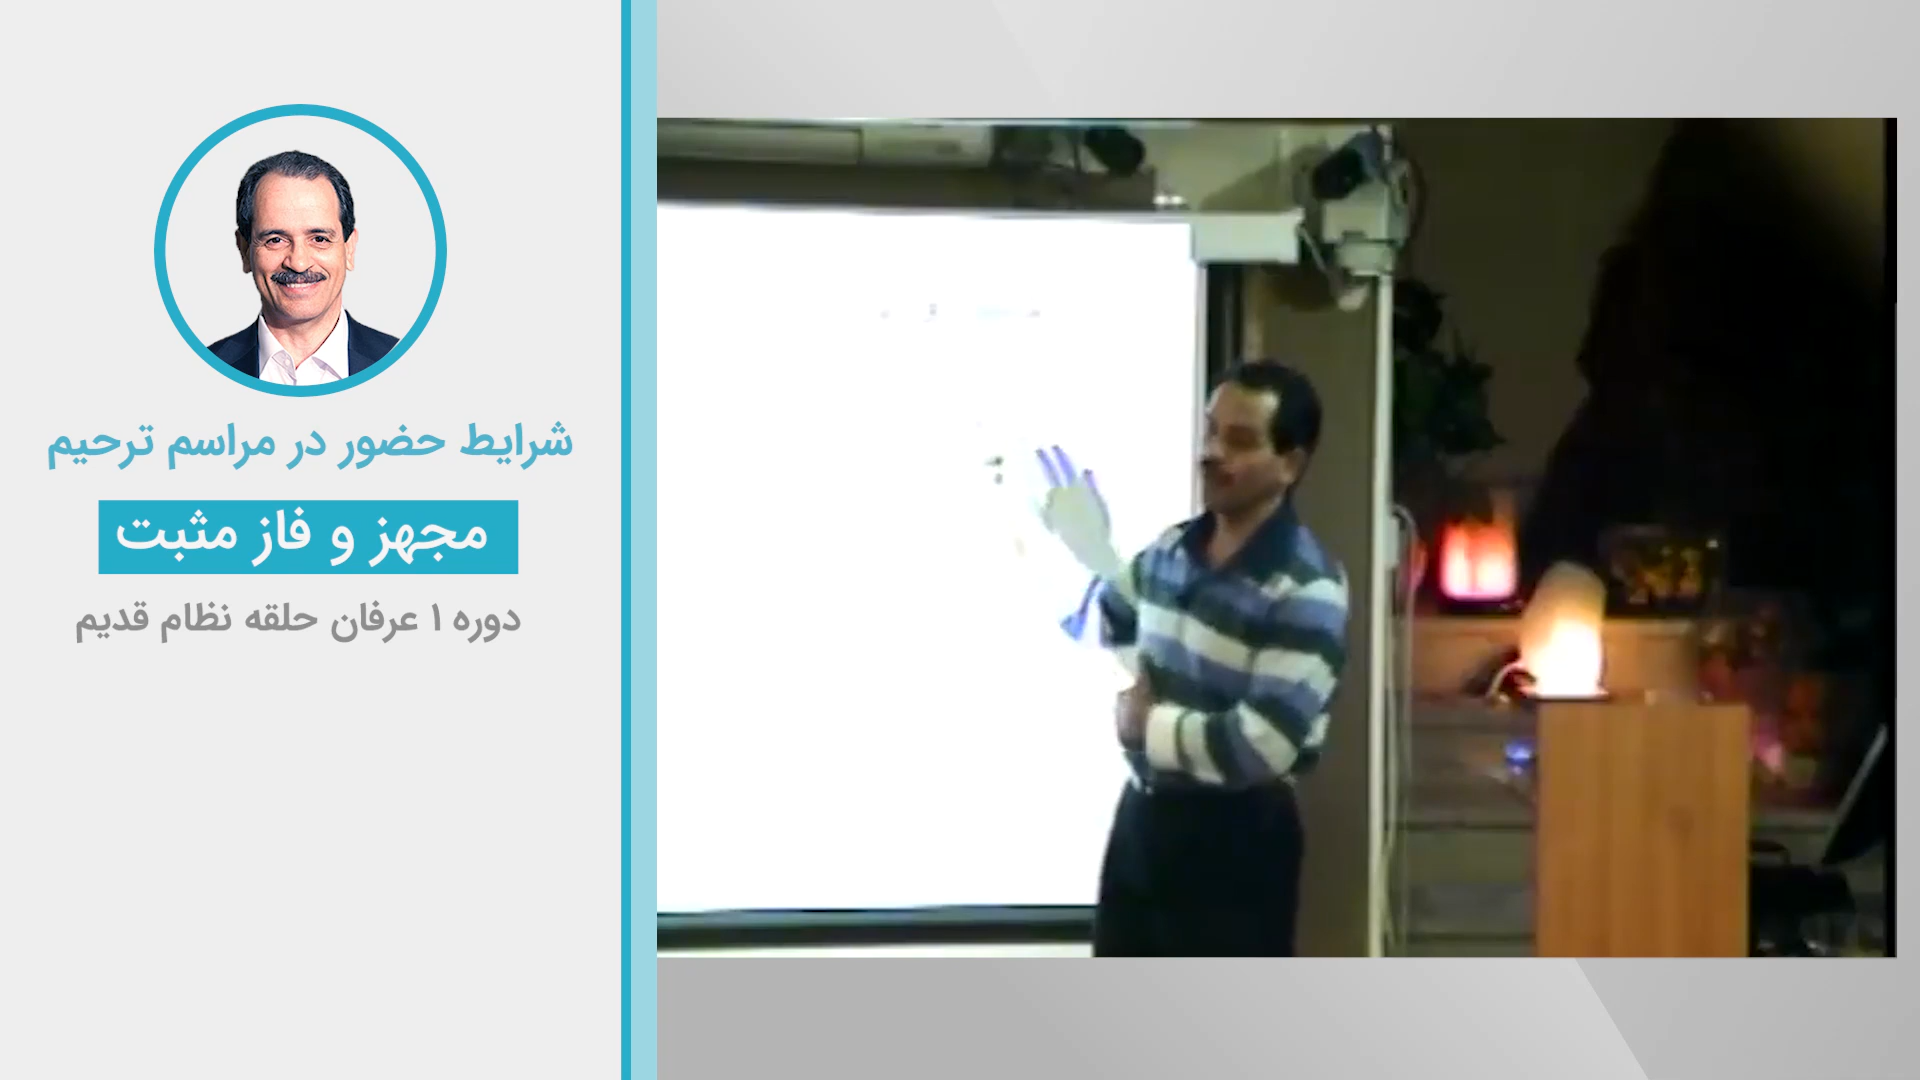 شرایط حضور در مراسم ترحیم
مجهز و فاز مثبت
دوره ۱ عرفان حلقه نظام قدیم